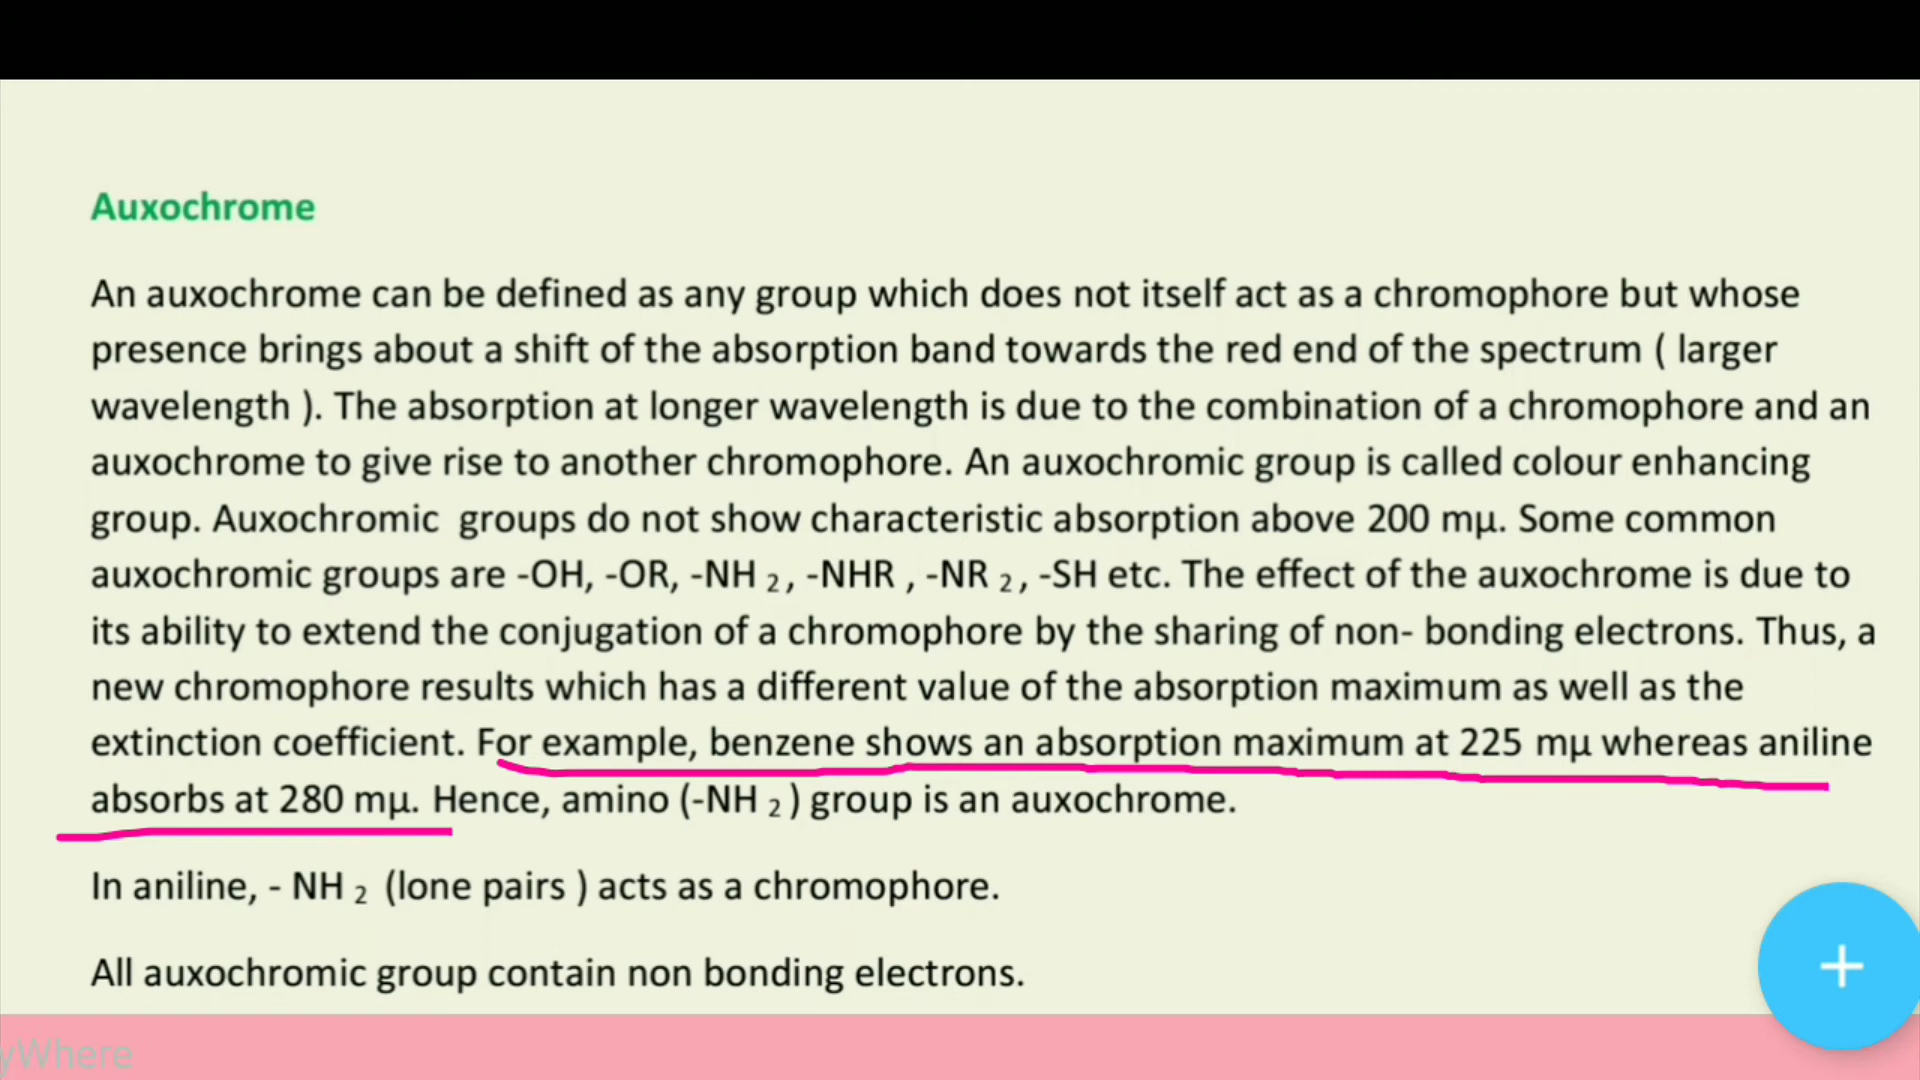 Auxochrome
An auxochrome can be defined as any group which does not itself act as a chromophore but whose
presence brings about a shift of the absorption band towards the red end of the spectrum ( larger
wavelength ). The absorption at longer wavelength is due to the combination of a chromophore and an
auxochrome to give rise to another chromophore. An auxochromic group is called colour enhancing
group. Auxochromic groups do not show characteristic absorption above 200 mµ. Some common
auxochromic groups are -OH, -OR, -NH 2 , -NHR , -NR 2 , -SH etc. The effect of the auxochrome is due to
its ability to extend the conjugation of a chromophore by the sharing of non- bonding electrons. Thus, a
new chromophore results which has a different value of the absorption maximum as well as the
extinction coefficient. For example, benzene shows an absorption maximum at 225 mµ whereas aniline
absorbs at 280 mµ. Hence, amino (-NH 2 ) group is an auxochrome.
In aniline, - NH 2 (lone pairs ) acts as a chromophore.
All auxochromic group contain non bonding electrons.
yWhere